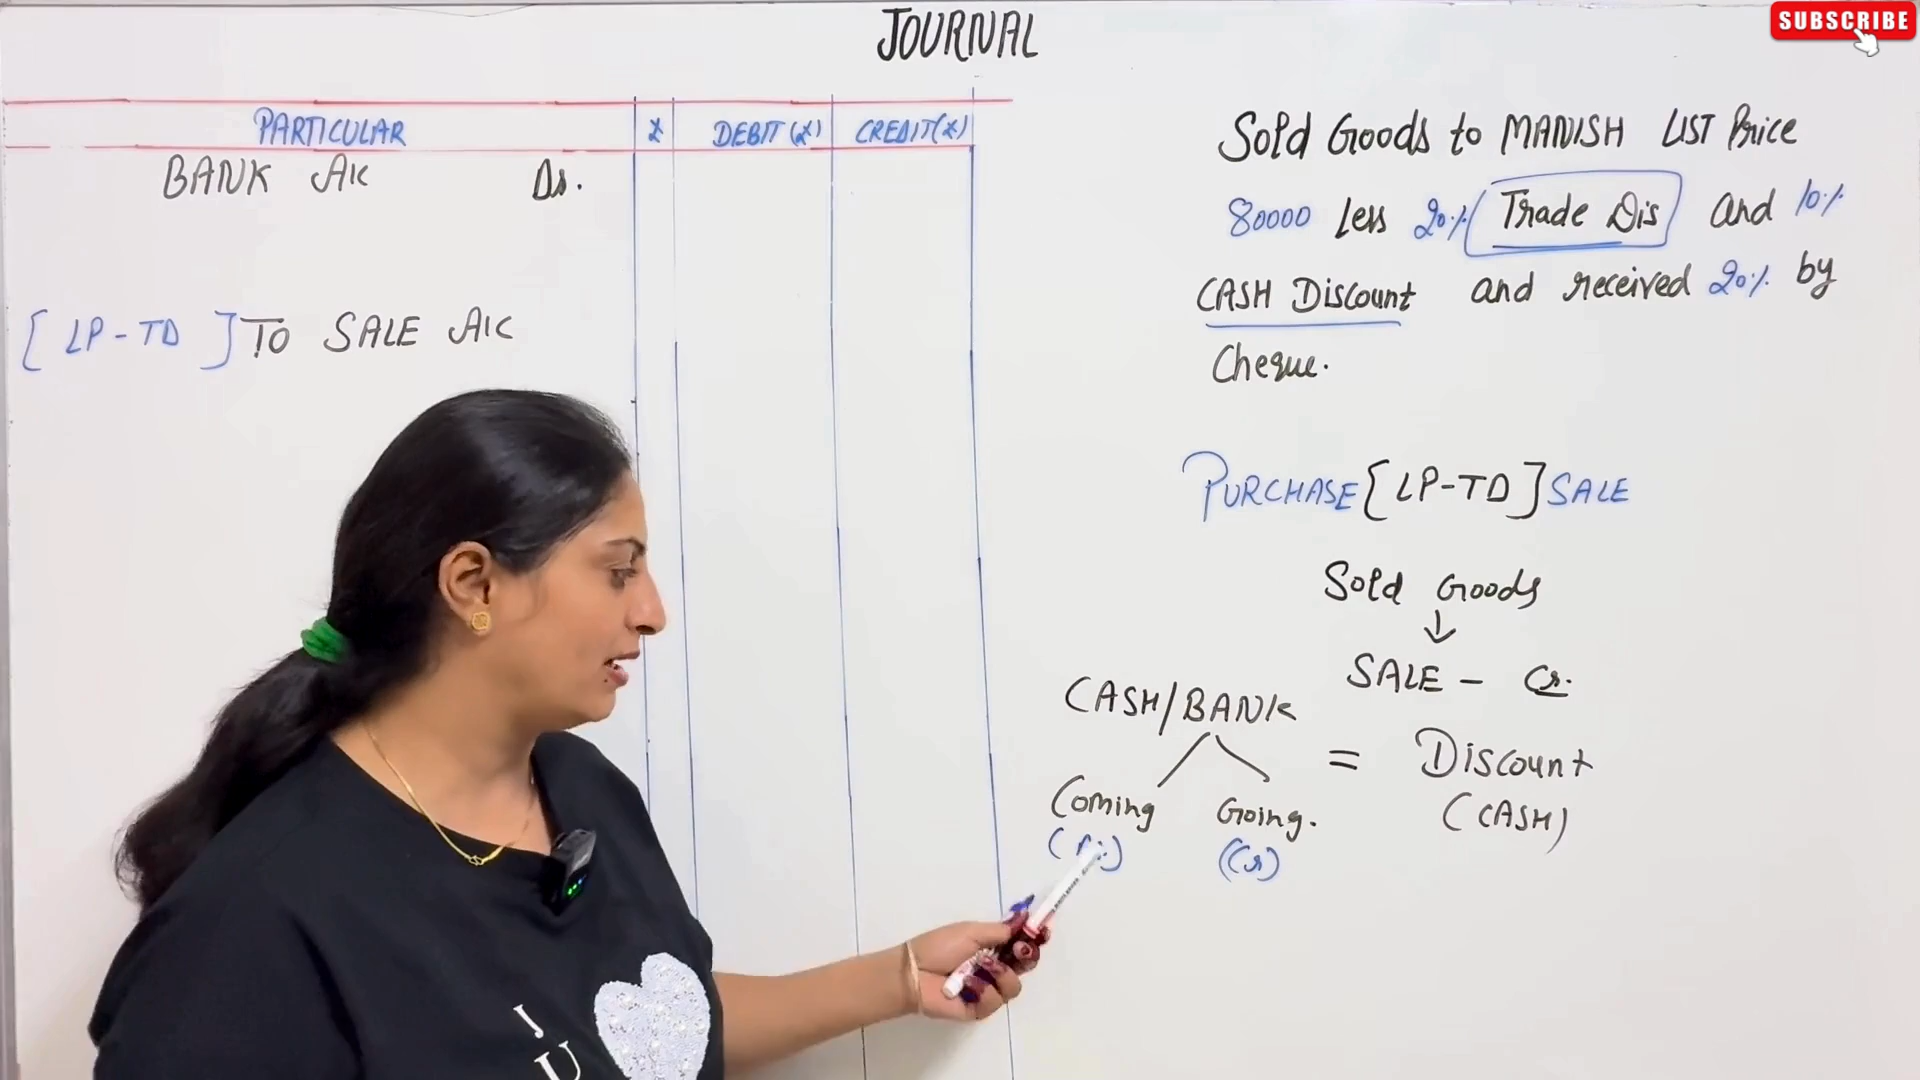 JOURNAL
SUBSCRIBE
PARTICULAR ₹ DEBIT(₹) CREDIT(₹)
BANK A/C Dr.
[LP-TD] TO SALE A/C
Sold Goods to MANISH LIST Price
80000 Less 20% Trade Dis and 10%
CASH Discount and received 20% by
Cheque.
PURCHASE [LP-TD] SALE
Sold Goods
↓
SALE - Cr.
CASH/BANK = Discount
(CASH)
Coming Going.
(Cr)
J
U